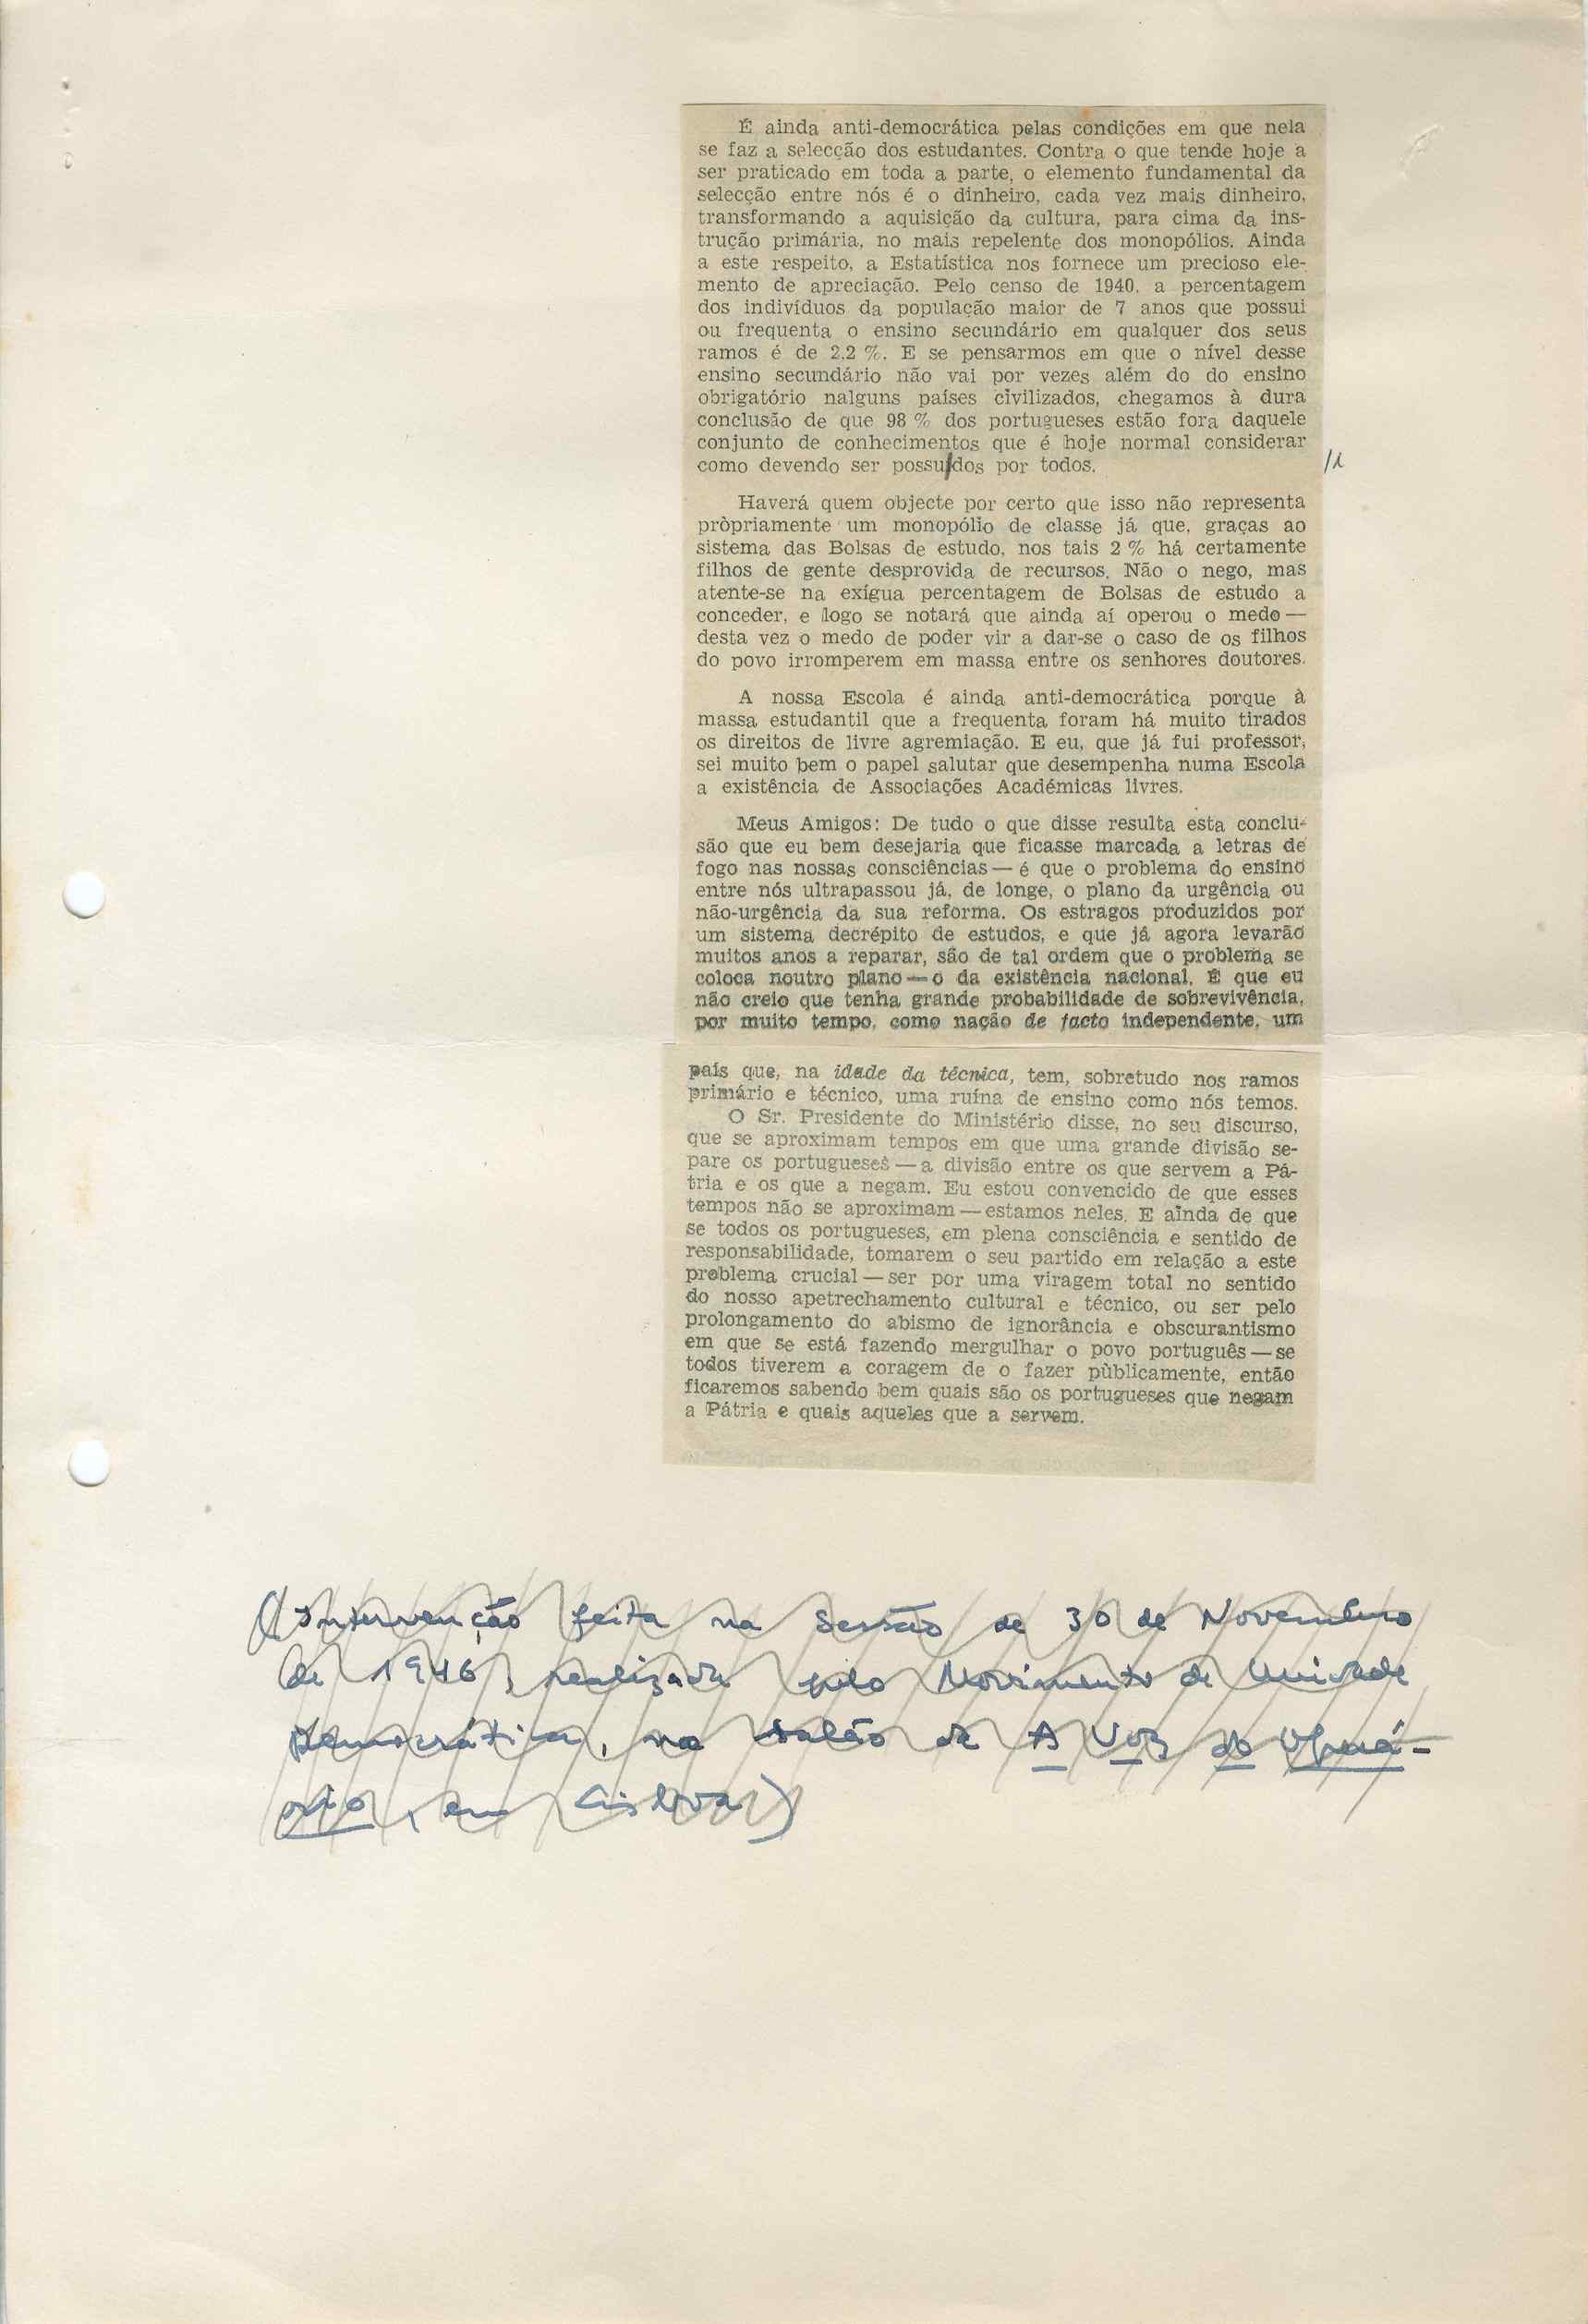 É ainda anti-democrática pelas condições em que nela
se faz a selecção dos estudantes. Contra o que tende hoje a
ser praticado em toda a parte, o elemento fundamental da
selecção entre nós é o dinheiro, cada vez mais dinheiro,
transformando a aquisição da cultura, para cima da ins-
trução primária, no mais repelente dos monopólios. Ainda
a este respeito, a Estatística nos fornece um precioso ele-
mento de apreciação. Pelo censo de 1940, a percentagem
dos indivíduos da população maior de 7 anos que possui
ou frequenta o ensino secundário em qualquer dos seus
ramos é de 2,2 %. E se pensarmos em que o nível desse
ensino secundário não vai por vezes além do do ensino
obrigatório nalguns países civilizados, chegamos à dura
conclusão de que 98 % dos portugueses estão fora daquele
conjunto de conhecimentos que é hoje normal considerar
como devendo ser possu/dos por todos. /í
Haverá quem objecte por certo que isso não representa
pròpriamente um monopólio de classe já que, graças ao
sistema das Bolsas de estudo, nos tais 2 % há certamente
filhos de gente desprovida de recursos. Não o nego, mas
atente-se na exígua percentagem de Bolsas de estudo a
conceder, e logo se notará que ainda aí operou o medo —
desta vez o medo de poder vir a dar-se o caso de os filhos
do povo irromperem em massa entre os senhores doutores.
A nossa Escola é ainda anti-democrática porque à
massa estudantil que a frequenta foram há muito tirados
os direitos de livre agremiação. E eu, que já fui professor,
sei muito bem o papel salutar que desempenha numa Escola
a existência de Associações Académicas livres.
Meus Amigos: De tudo o que disse resulta esta conclu-
são que eu bem desejaria que ficasse marcada a letras de
fogo nas nossas consciências — é que o problema do ensino
entre nós ultrapassou já, de longe, o plano da urgência ou
não-urgência da sua reforma. Os estragos produzidos por
um sistema decrépito de estudos, e que já agora levarão
muitos anos a reparar, são de tal ordem que o problema se
coloca noutro plano — o da existência nacional. É que eu
não creio que tenha grande probabilidade de sobrevivência,
por muito tempo, como nação de facto independente, um
país que, na idade da técnica, tem, sobretudo nos ramos
primário e técnico, uma ruína de ensino como nós temos.
O Sr. Presidente do Ministério disse, no seu discurso,
que se aproximam tempos em que uma grande divisão se-
pare os portugueses — a divisão entre os que servem a Pá-
tria e os que a negam. Eu estou convencido de que esses
tempos não se aproximam — estamos neles. E ainda de que
se todos os portugueses, em plena consciência e sentido de
responsabilidade, tomarem o seu partido em relação a este
problema crucial — ser por uma viragem total no sentido
do nosso apetrechamento cultural e técnico, ou ser pelo
prolongamento do abismo de ignorância e obscurantismo
em que se está fazendo mergulhar o povo português — se
todos tiverem a coragem de o fazer pùblicamente, então
ficaremos sabendo bem quais são os portugueses que negam
a Pátria e quais aqueles que a servem.
(Intervenção feita na Sessão de 30 de Novembro
de 1946, realizada pelo Movimento de Unidade
Democrática, no salão de A Voz do Operá-
rio, em Lisboa)